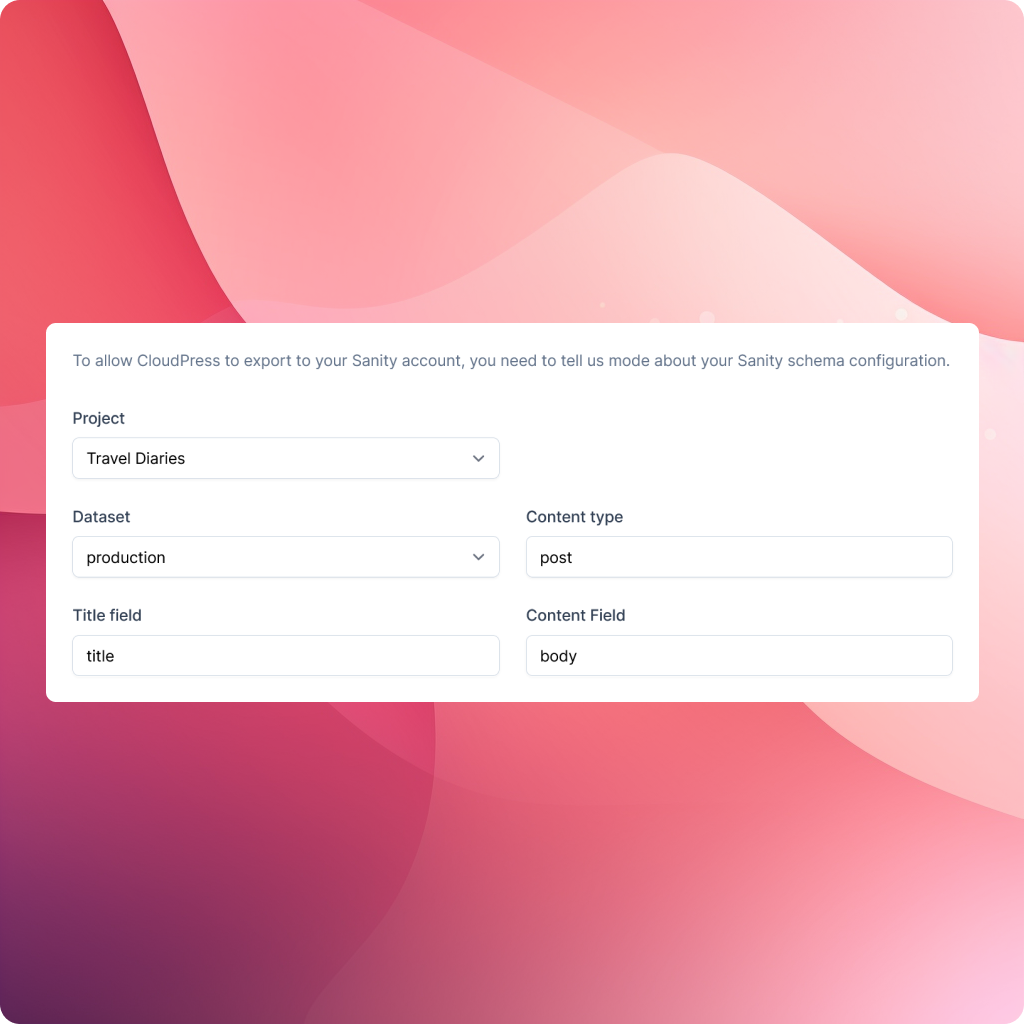 To allow CloudPress to export to your Sanity account, you need to tell us mode about your Sanity schema configuration.
Project
Travel Diaries
Dataset
Content type
production
post
Title field
Content Field
title
body